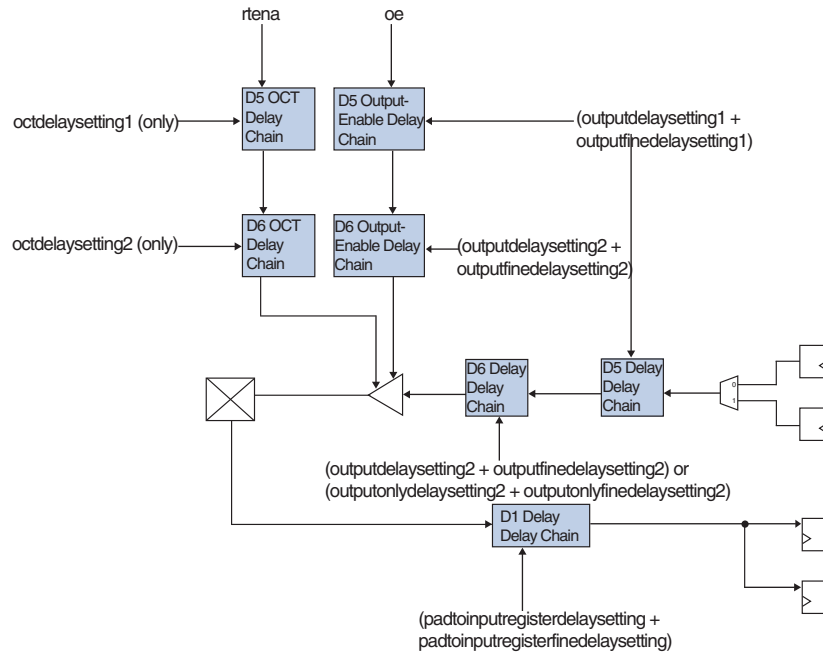 rtena
oe
D5 OCT
Delay
Chain
D5 Output-
Enable Delay
Chain
octdelaysetting1 (only)
(outputdelaysetting1 +
outputfinedelaysetting1)
D6 OCT
Delay
Chain
D6 Output-
Enable Delay
Chain
octdelaysetting2 (only)
(outputdelaysetting2 +
outputfinedelaysetting2)
D6 Delay
Delay
Chain
D5 Delay
Delay
Chain
0
1
(outputdelaysetting2 + outputfinedelaysetting2) or
(outputonlydelaysetting2 + outputonlyfinedelaysetting2)
D1 Delay
Delay Chain
(padtoinputregisterdelaysetting +
padtoinputregisterfinedelaysetting)